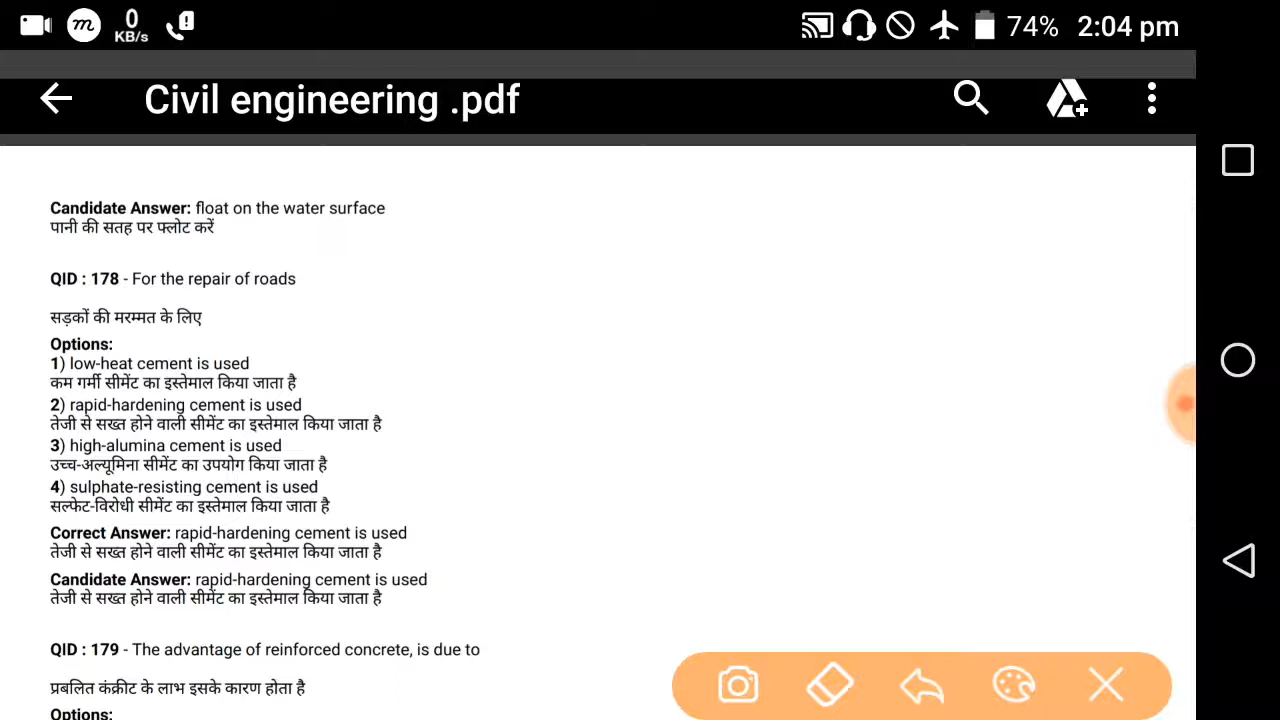 0
KB/s
74% 2:04 pm
Civil engineering .pdf
Candidate Answer: float on the water surface
पानी की सतह पर फ्लोट करें
QID : 178 - For the repair of roads
सड़कों की मरम्मत के लिए
Options:
1) low-heat cement is used
कम गर्मी सीमेंट का इस्तेमाल किया जाता है
2) rapid-hardening cement is used
तेजी से सख्त होने वाली सीमेंट का इस्तेमाल किया जाता है
3) high-alumina cement is used
उच्च-अल्यूमिना सीमेंट का उपयोग किया जाता है
4) sulphate-resisting cement is used
सल्फेट-विरोधी सीमेंट का इस्तेमाल किया जाता है
Correct Answer: rapid-hardening cement is used
तेजी से सख्त होने वाली सीमेंट का इस्तेमाल किया जाता है
Candidate Answer: rapid-hardening cement is used
तेजी से सख्त होने वाली सीमेंट का इस्तेमाल किया जाता है
QID : 179 - The advantage of reinforced concrete, is due to
प्रबलित कंक्रीट के लाभ इसके कारण होता है
Options: